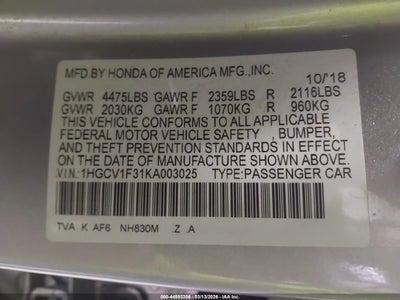 MFD.BY HONDA OF AMERICA MFG.,INC.
10/18
GVWR 4475LBS GAWR F 2359LBS R 2116LBS
GVWR 2030KG GAWR F 1070KG R 960KG
THIS VEHICLE CONFORMS TO ALL APPLICABLE
FEDERAL MOTOR VEHICLE SAFETY , BUMPER,
AND THEFT PREVENTION STANDARDS IN EFFECT
ON THE DATE OF MANUFACTURE SHOWN ABOVE.
VIN:1HGCV1F31KA003025 TYPE:PASSENGER CAR
TVA K AF6 NH830M .Z .A
000-44593206 - 03/13/2026 - IAA Inc.